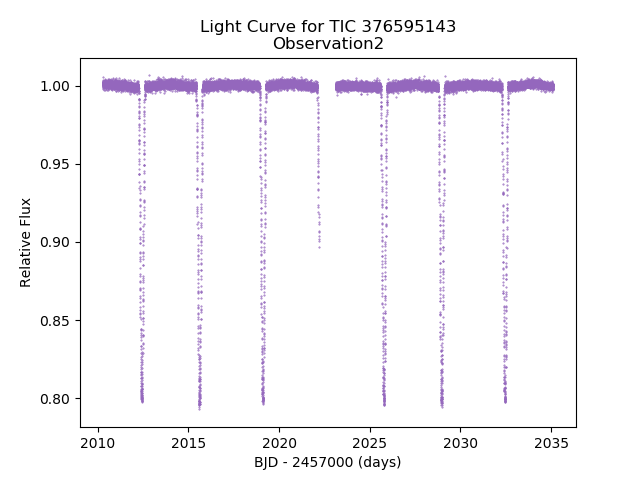 Light Curve for TIC 376595143
Observation2
Relative Flux
1.00
0.95
0.90
0.85
0.80
2010 2015 2020 2025 2030 2035
BJD - 2457000 (days)